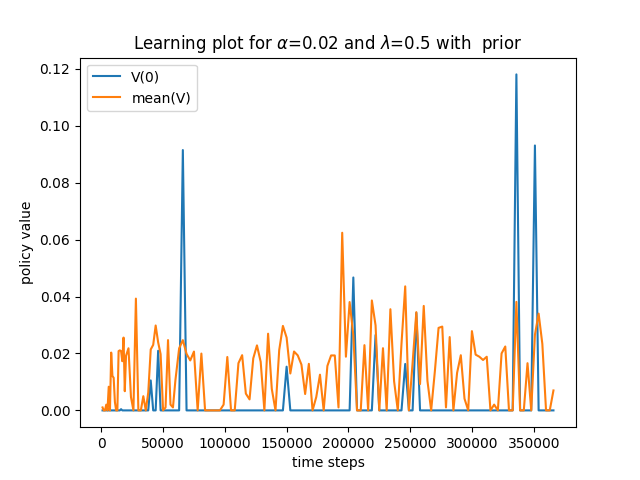 Learning plot for α=0.02 and λ=0.5 with  prior
V(0)
mean(V)
policy value
0.12
0.10
0.08
0.06
0.04
0.02
0.00
0 50000 100000 150000 200000 250000 300000 350000
time steps